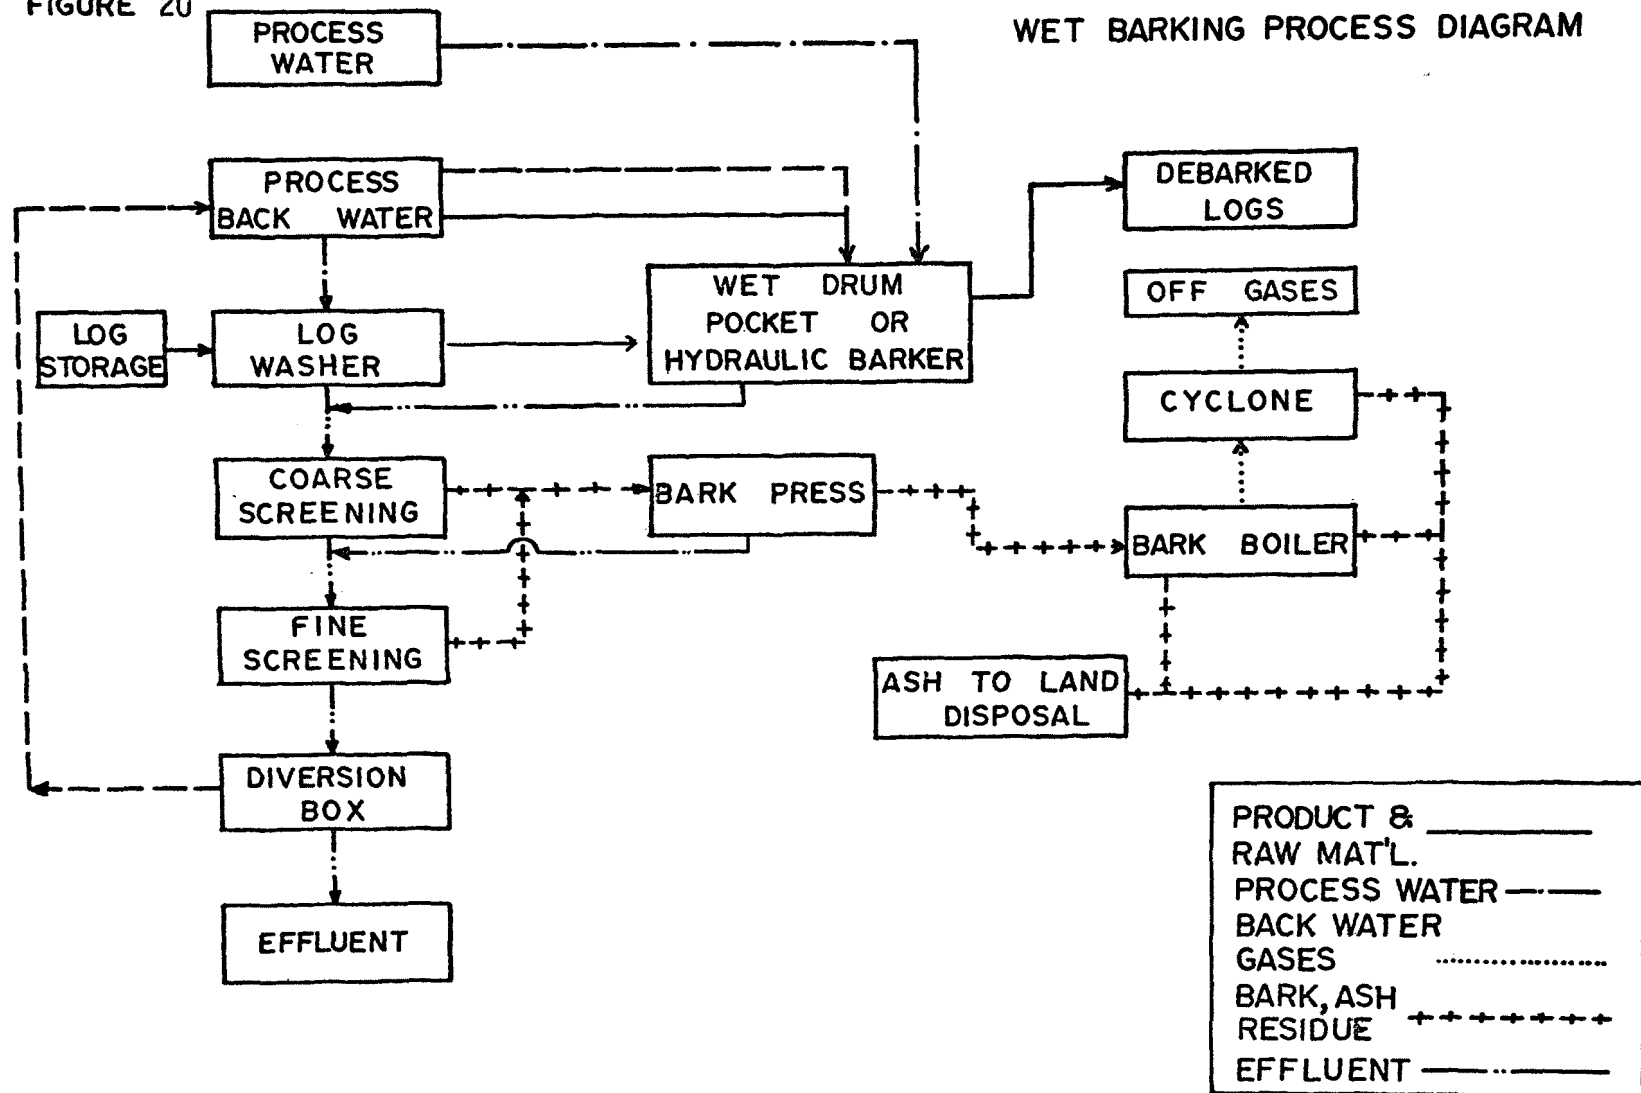 FIGURE 20
WET BARKING PROCESS DIAGRAM
PROCESS
WATER
PROCESS
BACK WATER
DEBARKED
LOGS
OFF GASES
WET DRUM
POCKET OR
HYDRAULIC BARKER
LOG
STORAGE
LOG
WASHER
CYCLONE
COARSE
SCREENING
BARK PRESS
BARK BOILER
FINE
SCREENING
ASH TO LAND
DISPOSAL
DIVERSION
BOX
EFFLUENT
PRODUCT &
RAW MAT'L.
PROCESS WATER
BACK WATER
GASES
BARK, ASH
RESIDUE
EFFLUENT